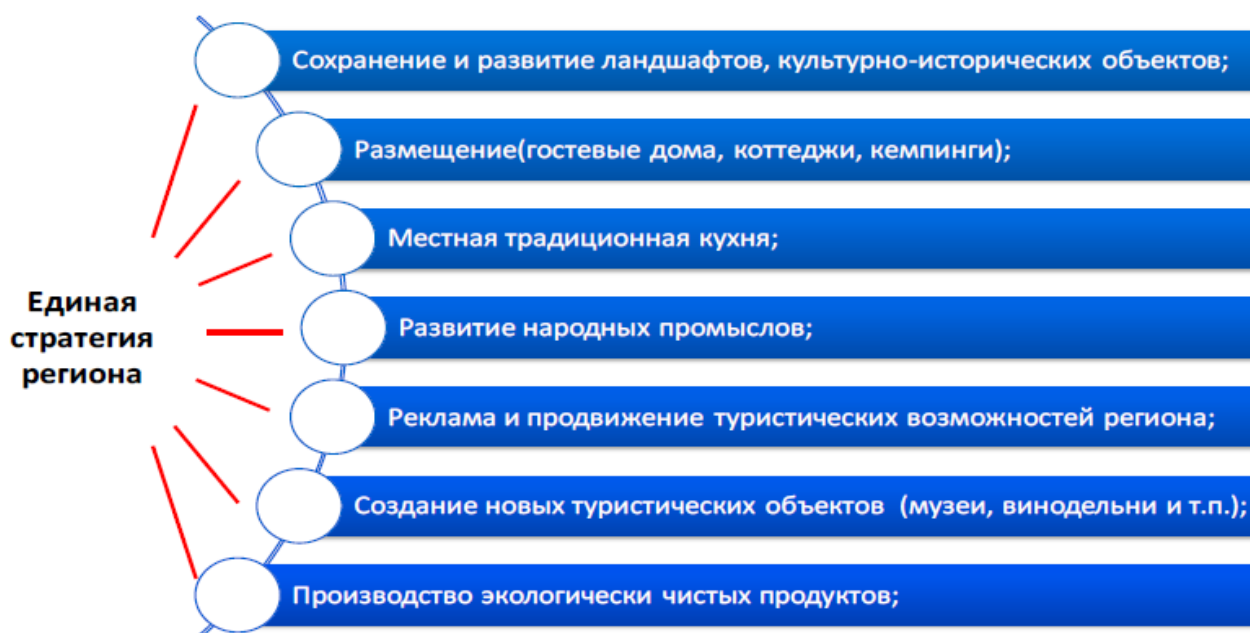 Сохранение и развитие ландшафтов, культурно-исторических объектов;
Размещение(гостевые дома, коттеджи, кемпинги);
Местная традиционная кухня;
Единая
стратегия
региона
Развитие народных промыслов;
Реклама и продвижение туристических возможностей региона;
Создание новых туристических объектов (музеи, винодельни и т.п.);
Производство экологически чистых продуктов;